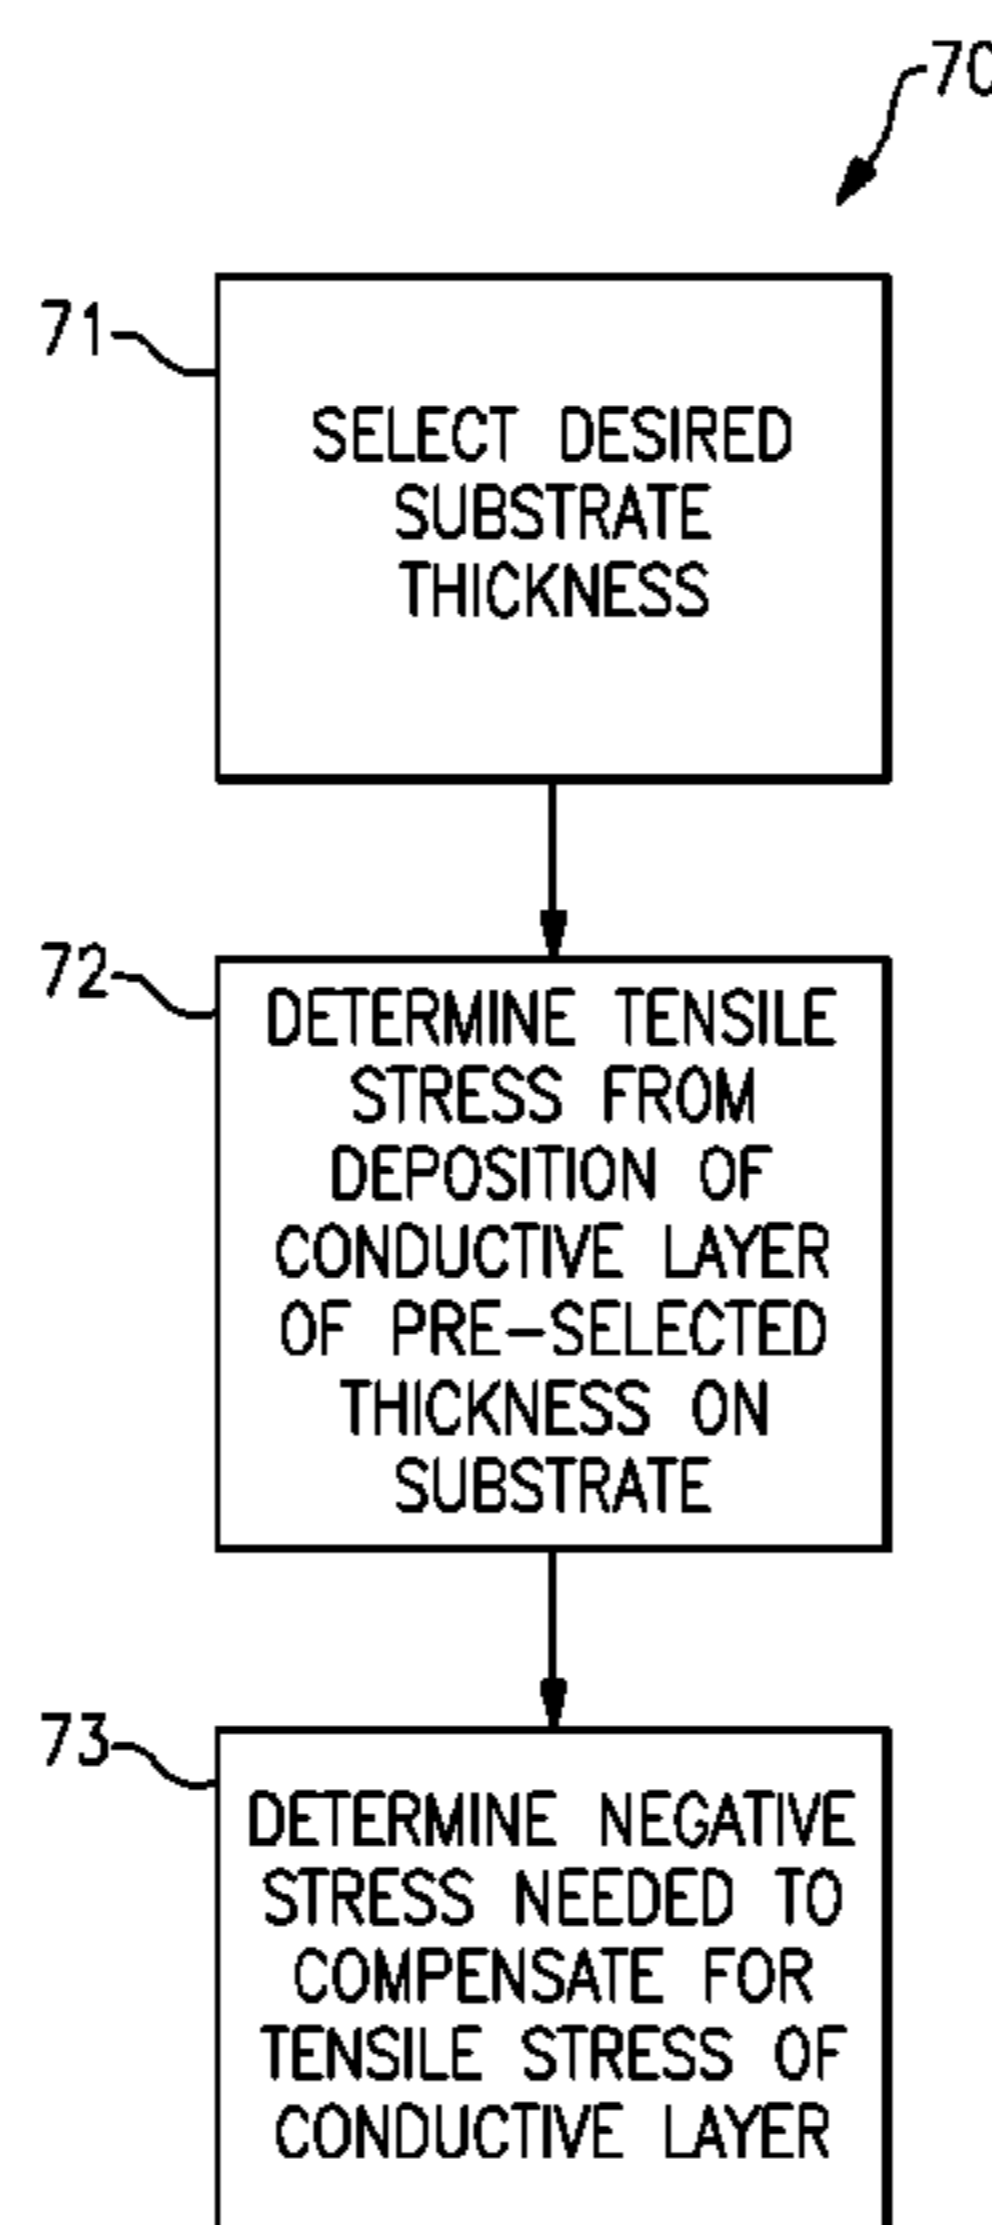 70
71
SELECT DESIRED
SUBSTRATE
THICKNESS
72
DETERMINE TENSILE
STRESS FROM
DEPOSITION OF
CONDUCTIVE LAYER
OF PRE-SELECTED
THICKNESS ON
SUBSTRATE
73
DETERMINE NEGATIVE
STRESS NEEDED TO
COMPENSATE FOR
TENSILE STRESS OF
CONDUCTIVE LAYER